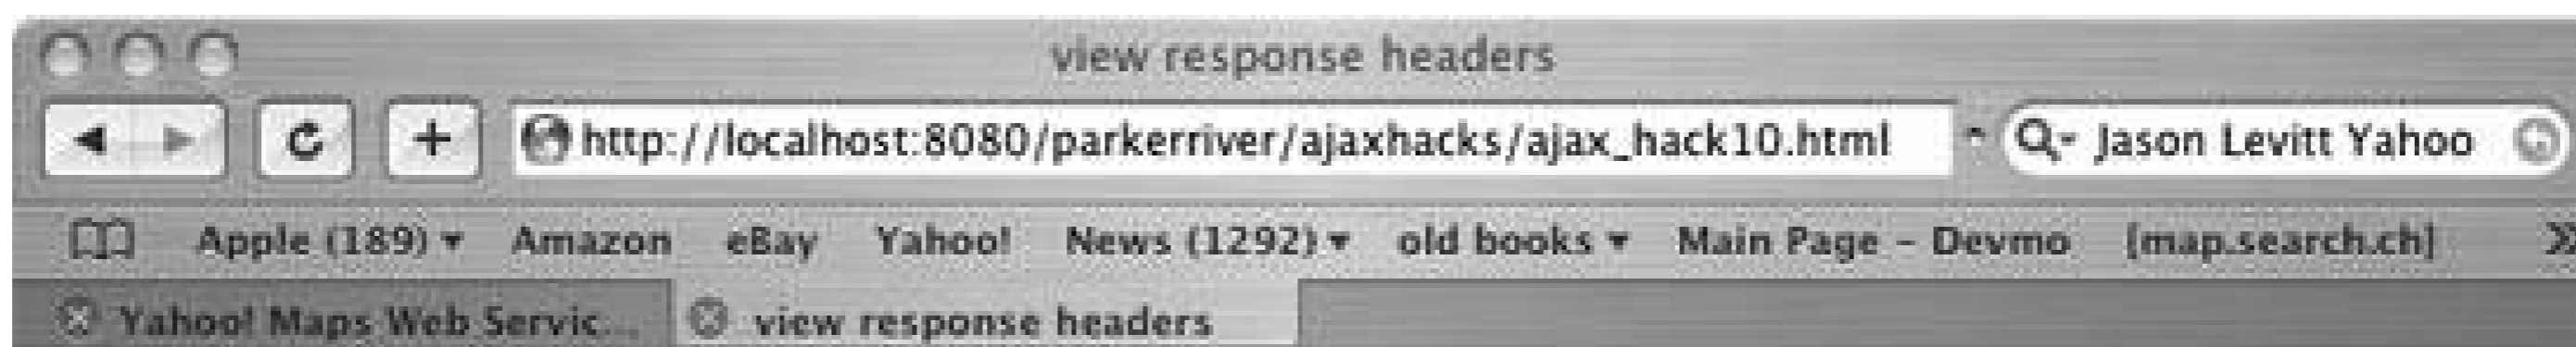 view response headers
http://localhost:8080/parkerriver/ajaxhacks/ajax_hack10.html Jason Levitt Yahoo
Apple (189) Amazon eBay Yahoo! News (1292) old books Main Page - Devmo [map.search.ch]
Yahoo! Maps Web Servic... view response headers